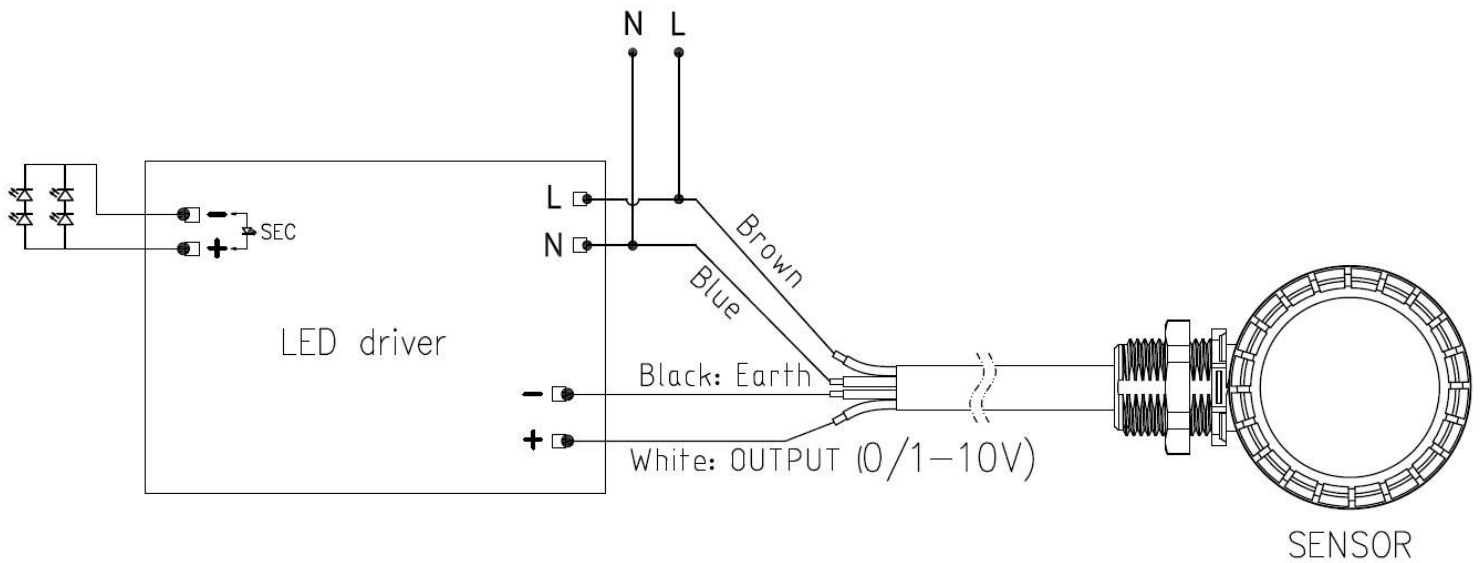 N L
L
Brown
- SEC
+
N
Blue
LED driver
Black: Earth
-
+
White: OUTPUT (0/1-10V)
SENSOR